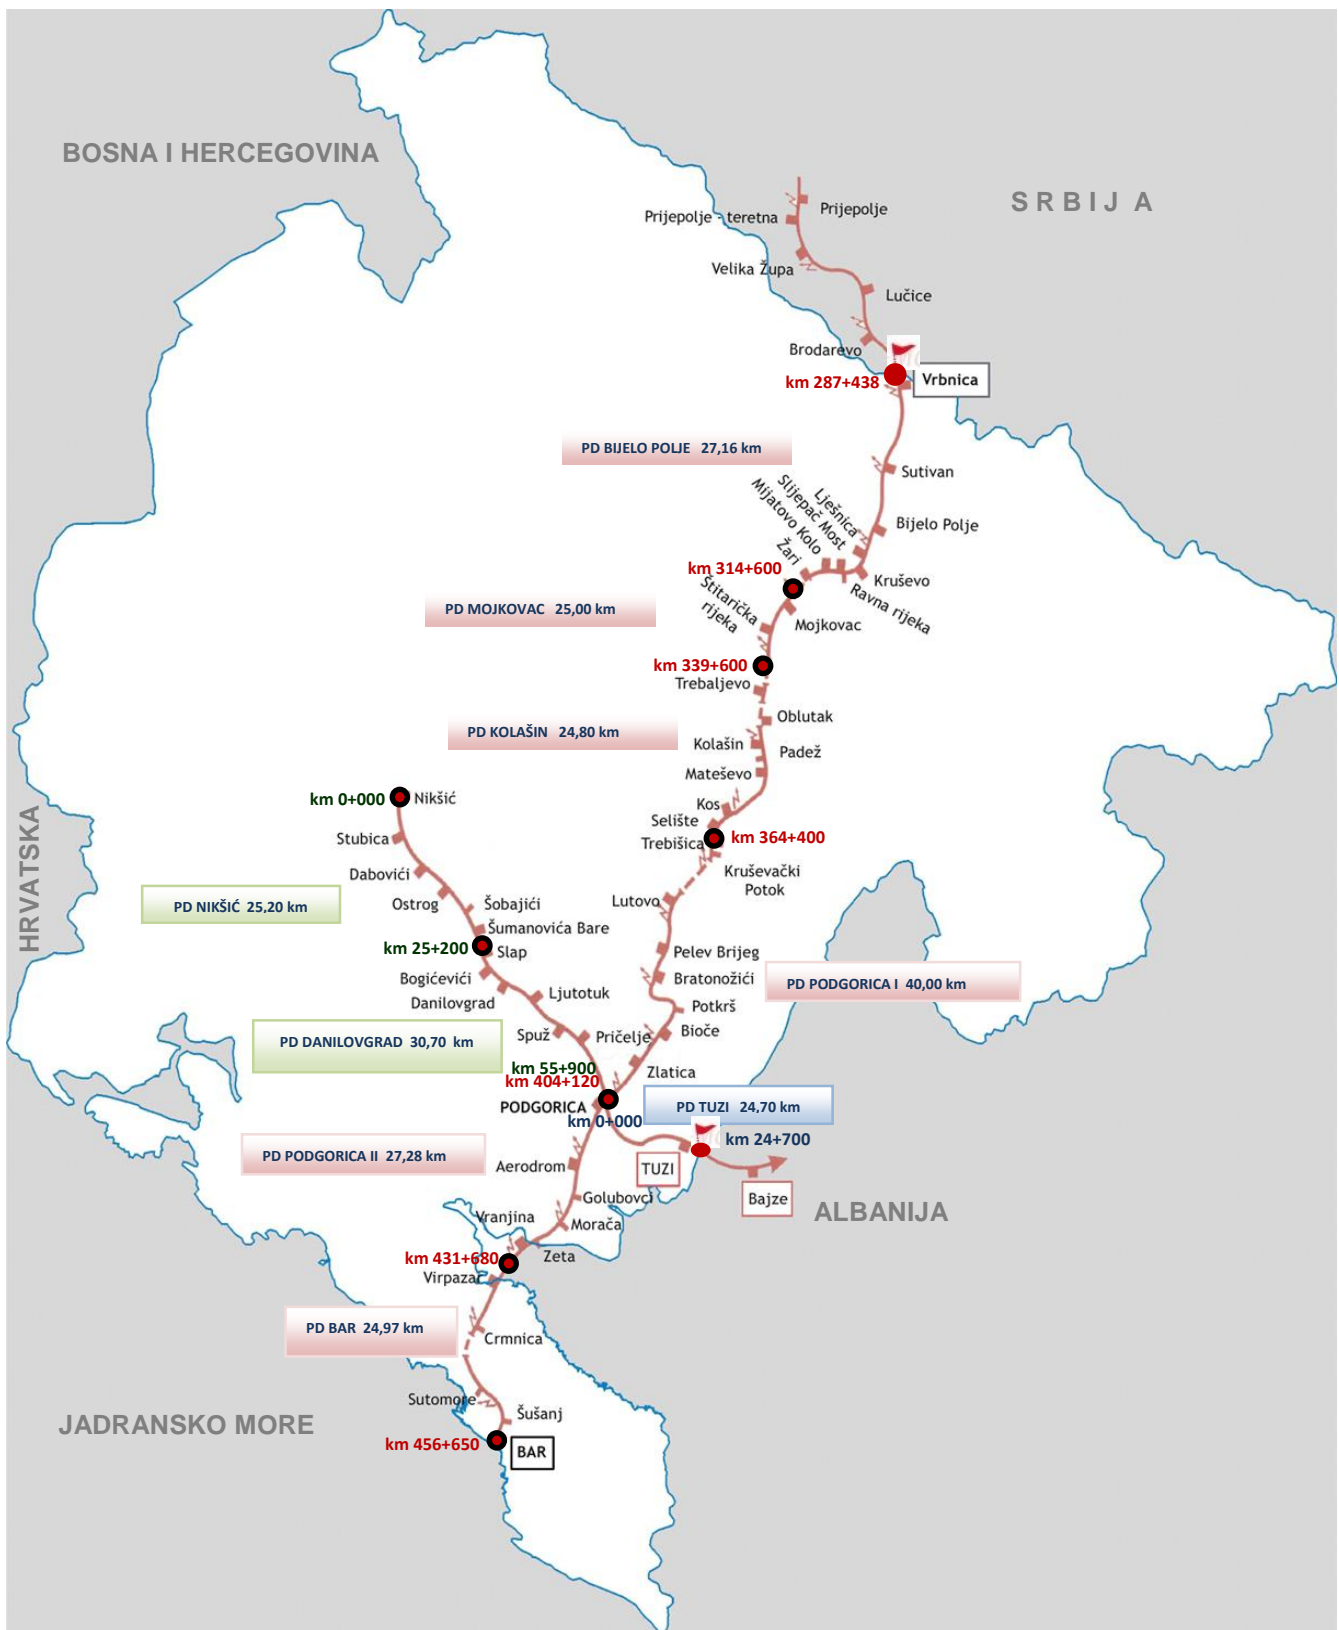 BOSNA I HERCEGOVINA
S R B I J A
Prijepolje
Prijepolje - teretna
Velika Župa
Lučice
Brodarevo
km 287+438
Vrbnica
PD BIJELO POLJE 27,16 km
Sutivan
Lješnica
Slijepač Most
Mijatovo Kolo
Žari
Bijelo Polje
km 314+600
Kruševo
Ravna rijeka
Štitarička
rijeka
PD MOJKOVAC 25,00 km
Mojkovac
km 339+600
Trebaljevo
Oblutak
PD KOLAŠIN 24,80 km
Kolašin
Padež
Mateševo
km 0+000
Nikšić
Kos
Selište
Stubica
Trebišica
km 364+400
Dabovići
Kruševački
Potok
HRVATSKA
Ostrog
Šobajići
Lutovo
PD NIKŠIĆ 25,20 km
Šumanovića Bare
km 25+200
Slap
Pelev Brijeg
Bogićevići
Bratonožići
PD PODGORICA I 40,00 km
Danilovgrad
Ljutotuk
Potkrš
Spuž
Pričelje
Bioče
PD DANILOVGRAD 30,70 km
km 55+900
Zlatica
km 404+120
PODGORICA
PD TUZI 24,70 km
km 0+000
km 24+700
PD PODGORICA II 27,28 km
Aerodrom
TUZI
Golubovci
Bajze
ALBANIJA
Vranjina
Morača
km 431+680
Zeta
Virpazar
PD BAR 24,97 km
Crmnica
Sutomore
Šušanj
JADRANSKO MORE
km 456+650
BAR